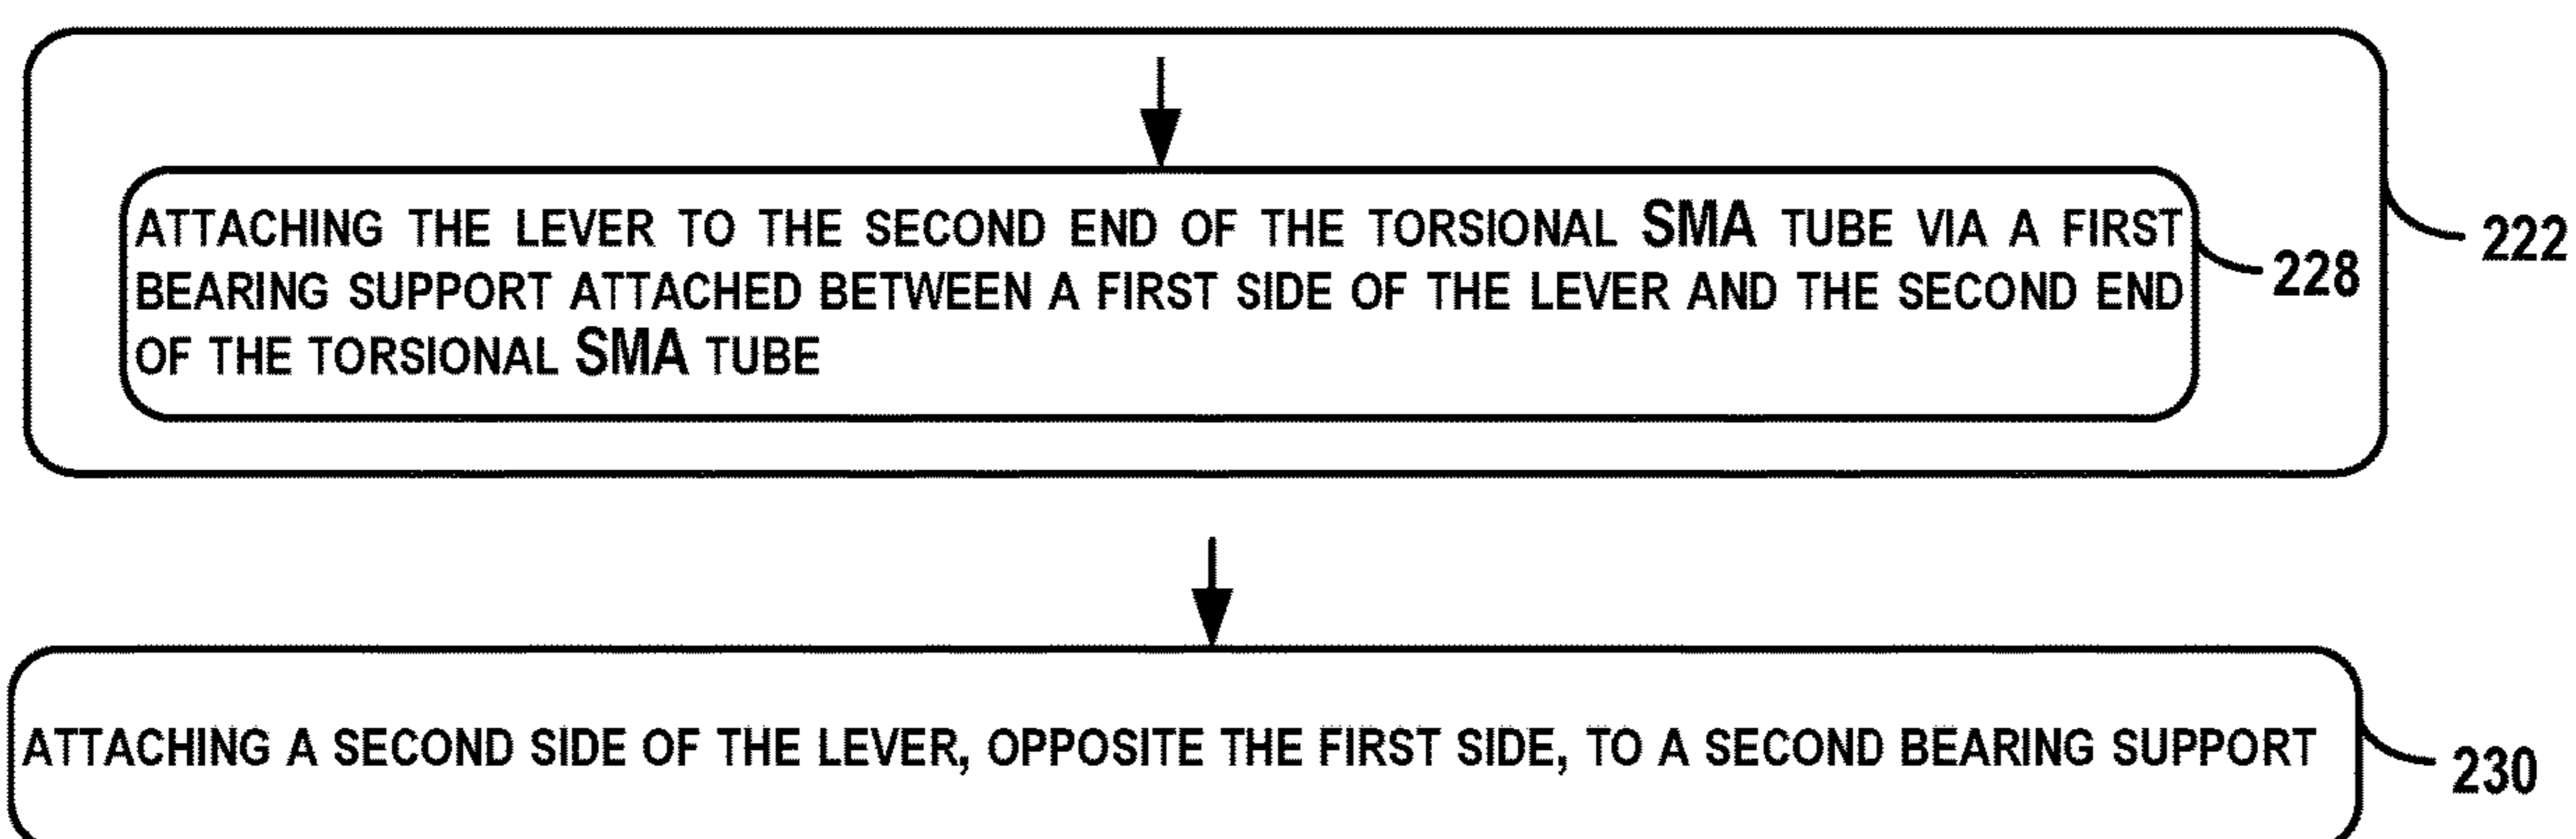 ATTACHING THE LEVER TO THE SECOND END OF THE TORSIONAL SMA TUBE VIA A FIRST
BEARING SUPPORT ATTACHED BETWEEN A FIRST SIDE OF THE LEVER AND THE SECOND END
OF THE TORSIONAL SMA TUBE
222
228
ATTACHING A SECOND SIDE OF THE LEVER, OPPOSITE THE FIRST SIDE, TO A SECOND BEARING SUPPORT
230